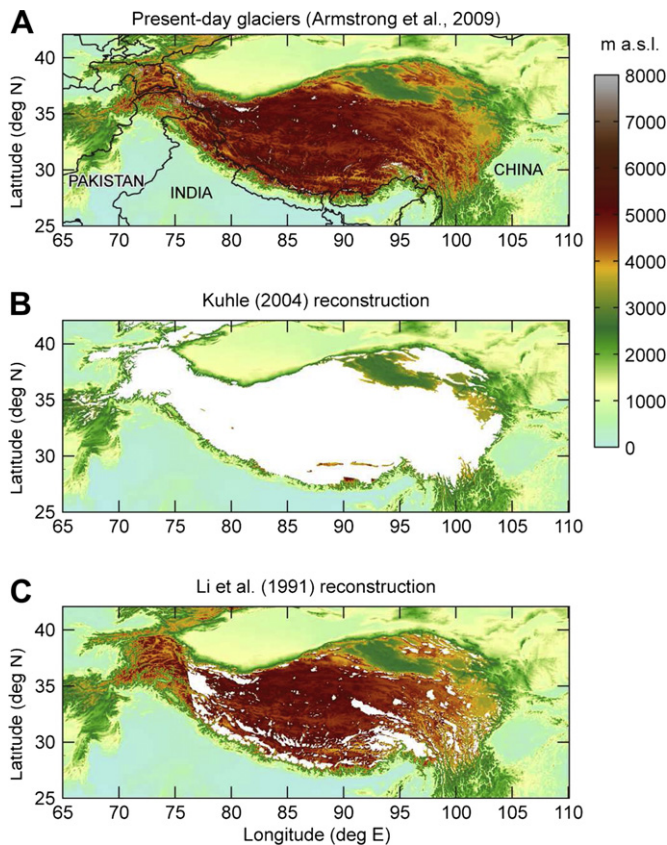 A
Present-day glaciers (Armstrong et al., 2009)
m a.s.l.
8000
7000
6000
5000
4000
3000
2000
1000
0
Latitude (deg N)
40
35
30
25
PAKISTAN
INDIA
CHINA
65 70 75 80 85 90 95 100 105 110
B
Kuhle (2004) reconstruction
Latitude (deg N)
40
35
30
25
65 70 75 80 85 90 95 100 105 110
C
Li et al. (1991) reconstruction
Latitude (deg N)
40
35
30
25
65 70 75 80 85 90 95 100 105 110
Longitude (deg E)